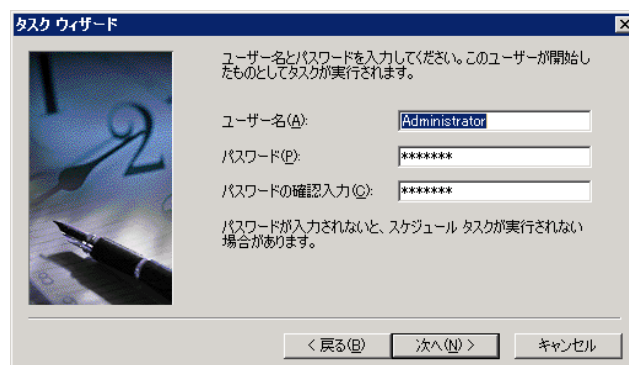 タスク ウィザード
ユーザー名とパスワードを入力してください。このユーザーが開始し
たものとしてタスクが実行されます。
ユーザー名(A): Administrator
パスワード(P): *******
パスワードの確認入力(C): *******
パスワードが入力されないと、スケジュール タスクが実行されない
場合があります。
< 戻る(B) 次へ(N) > キャンセル